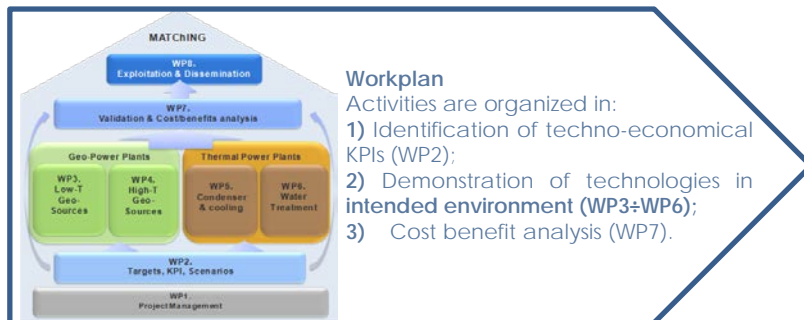 MATChING
WP8.
Exploitation & Dissemination
WP7.
Validation & Cost/benefits analysis
Geo-Power Plants
Thermal Power Plants
WP3.
Low-T
Geo-
Sources
WP4.
High-T
Geo-
Sources
WP5.
Condenser
& cooling
WP6.
Water
Treatment
WP2.
Targets, KPI, Scenarios
WP1.
Project Management
Workplan
Activities are organized in:
1) Identification of techno-economical
KPIs (WP2);
2) Demonstration of technologies in
intended environment (WP3÷WP6);
3) Cost benefit analysis (WP7).